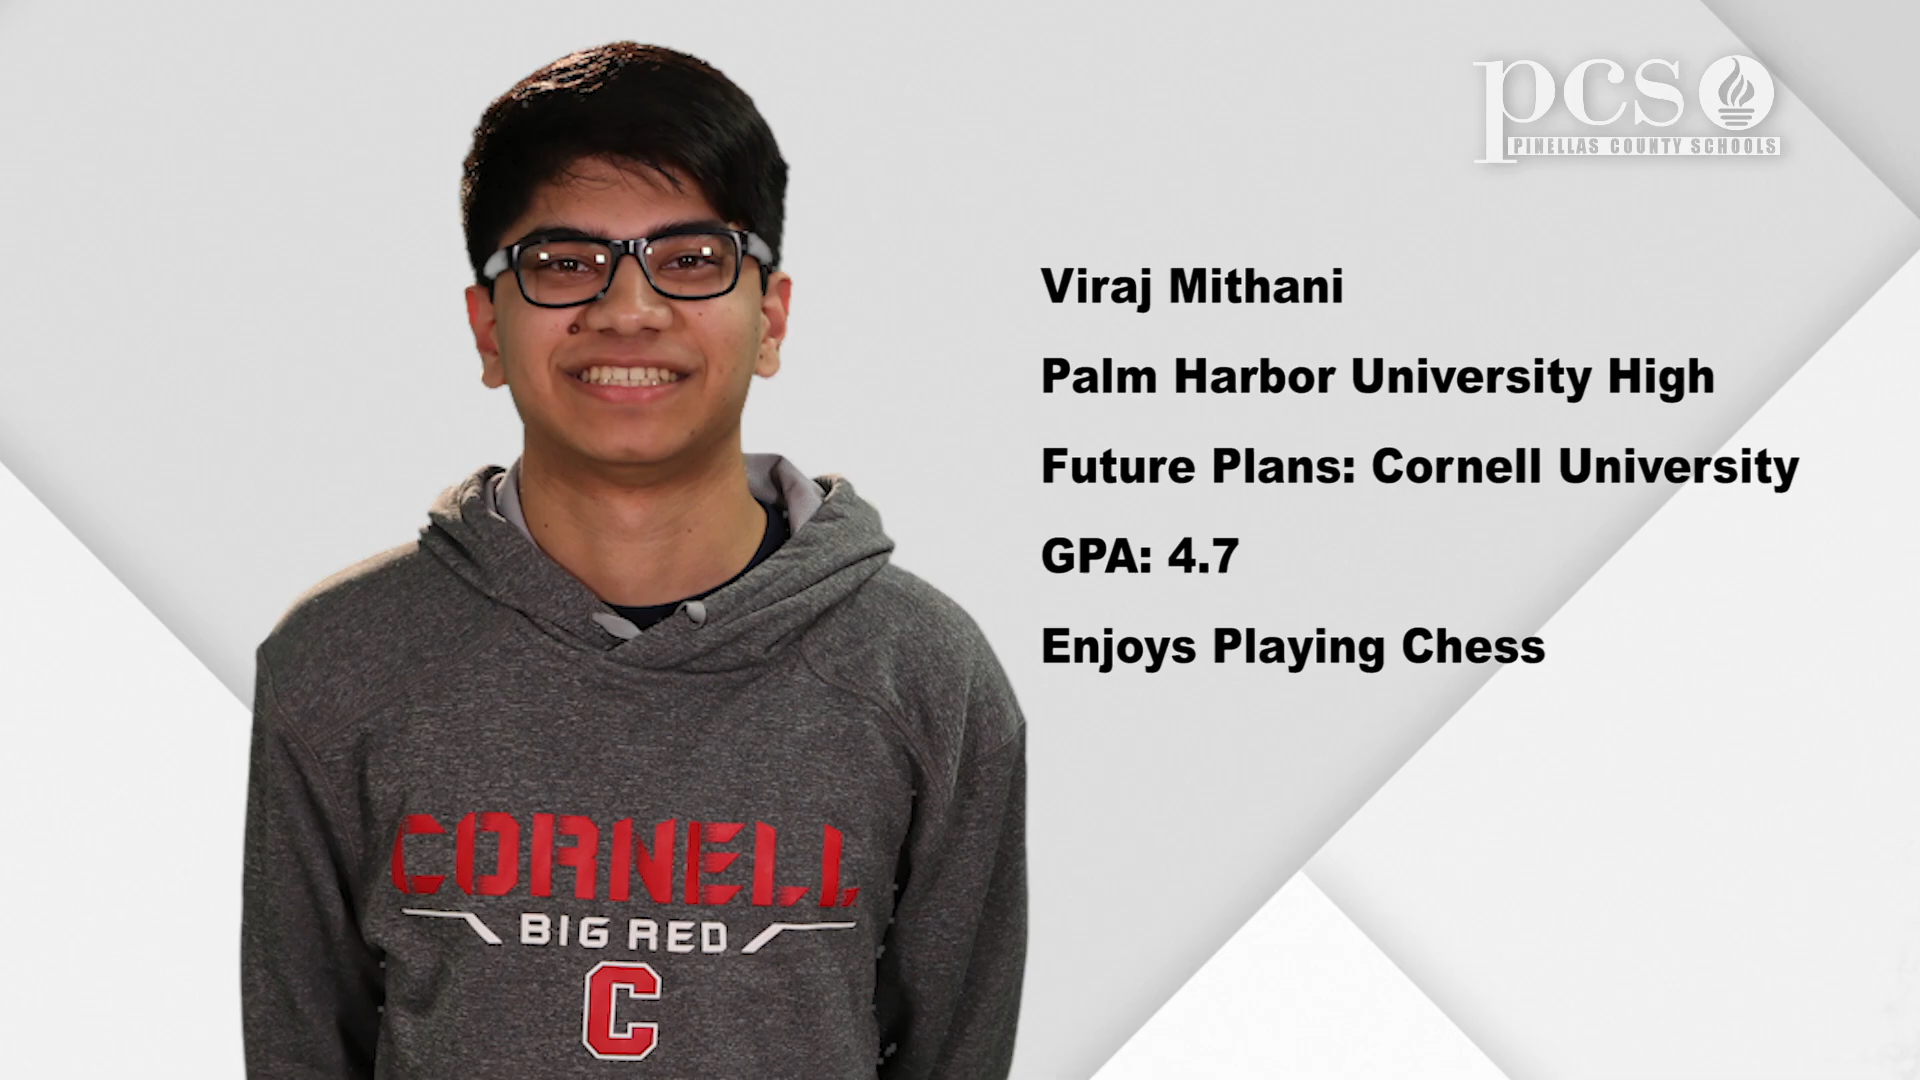 pcs
PINELLAS COUNTY SCHOOLS
Viraj Mithani
Palm Harbor University High
Future Plans: Cornell University
GPA: 4.7
Enjoys Playing Chess
CORNELL
BIG RED
C